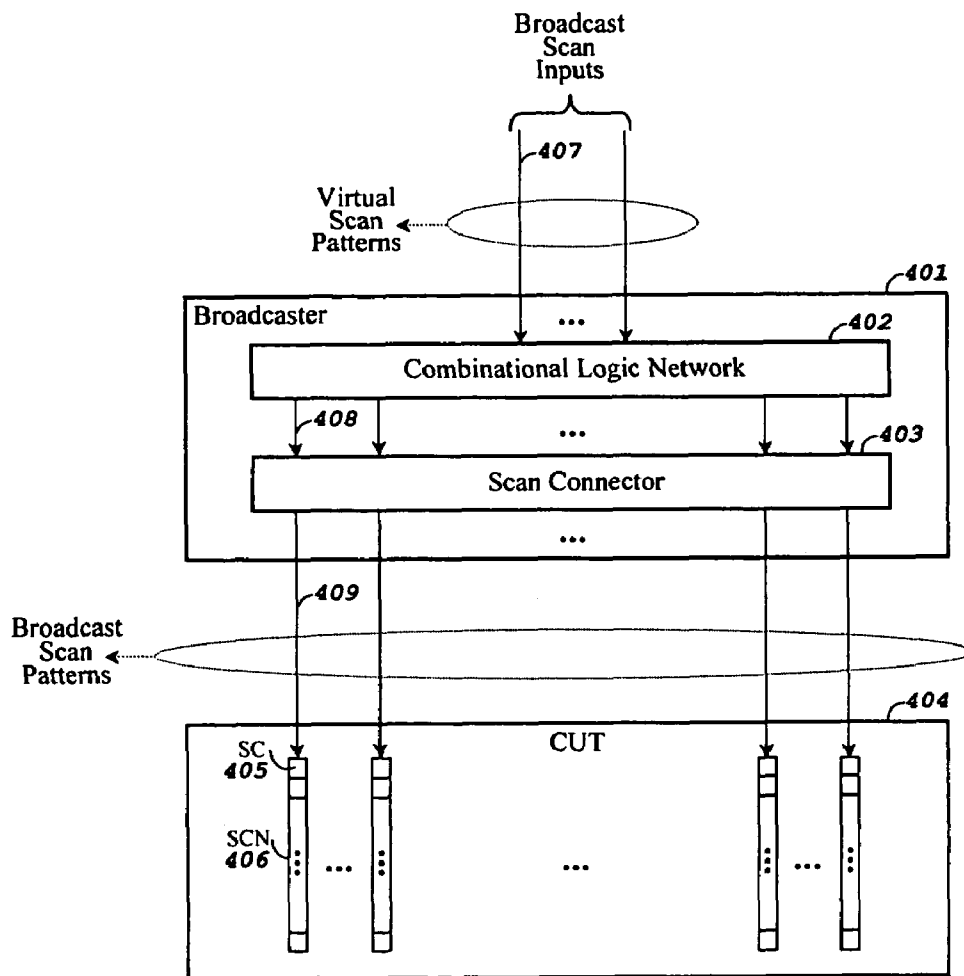 Broadcast
Scan
Inputs
407
Virtual
Scan
Patterns
401
Broadcaster
...
402
Combinational Logic Network
408
...
403
Scan Connector
...
409
Broadcast
Scan
Patterns
404
CUT
SC
405
SCN
406
... ... ... ... ... ... ...